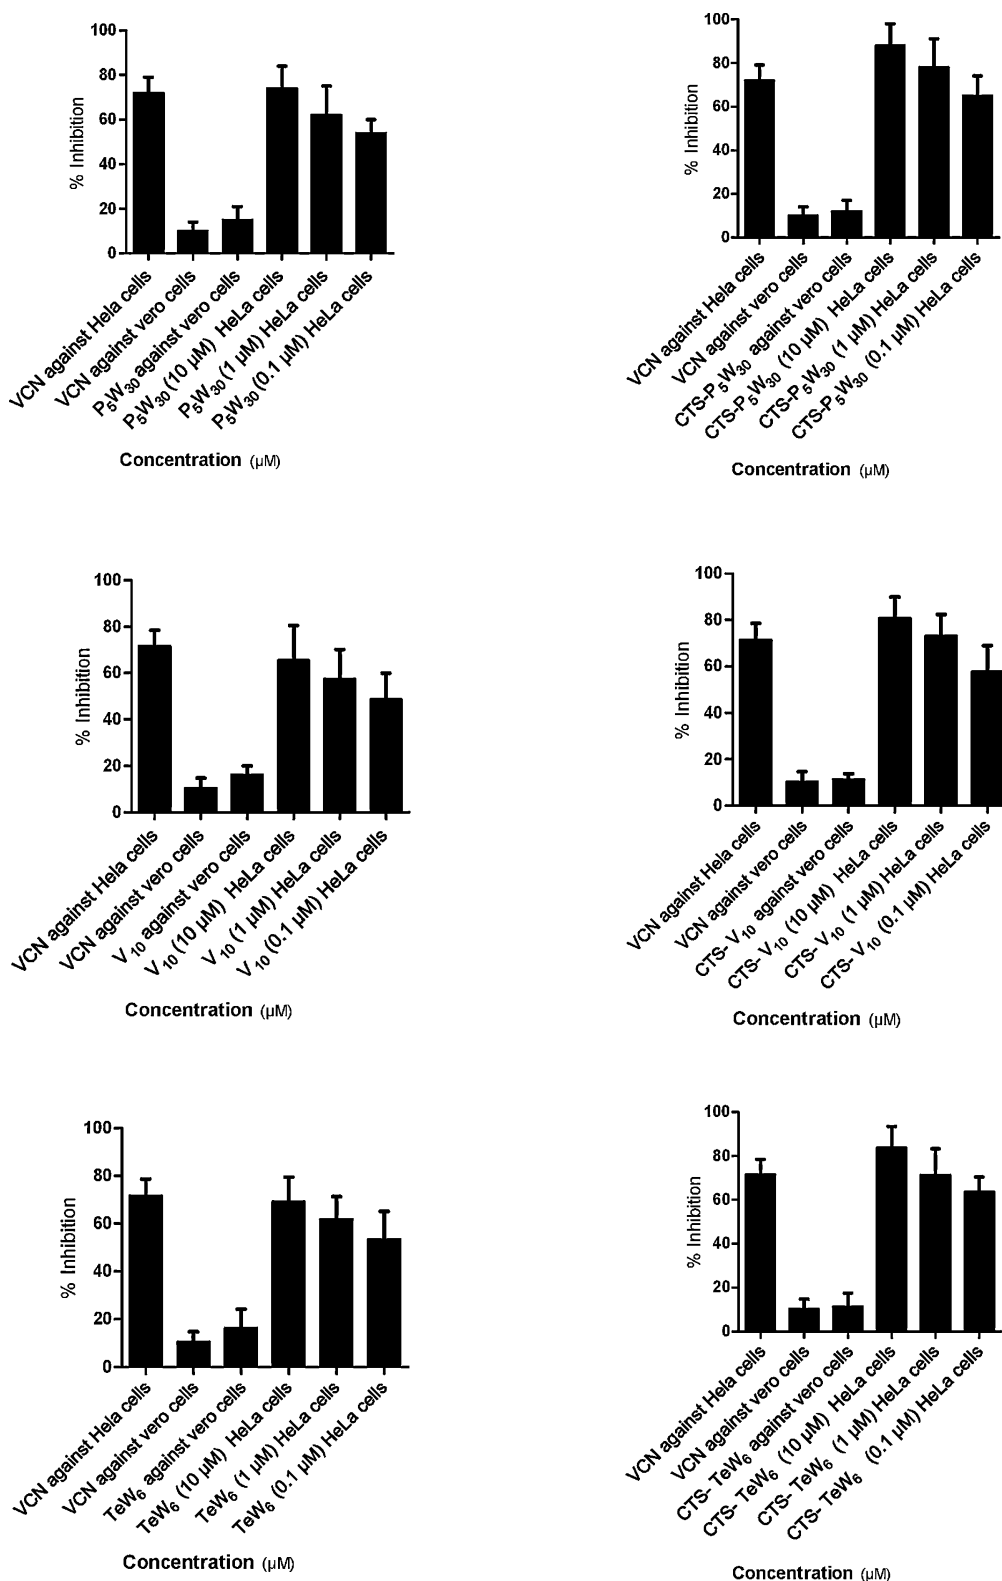 100
80
60
40
20
0
% Inhibition
VCN against Hela cells
VCN against vero cells
P₅W₃₀ against vero cells
P₅W₃₀ (10 µM) HeLa cells
P₅W₃₀ (1 µM) HeLa cells
P₅W₃₀ (0.1 µM) HeLa cells
Concentration (µM)
100
80
60
40
20
0
% Inhibition
VCN against Hela cells
VCN against vero cells
CTS-P₅W₃₀ against vero cells
CTS-P₅W₃₀ (10 µM) HeLa cells
CTS-P₅W₃₀ (1 µM) HeLa cells
CTS-P₅W₃₀ (0.1 µM) HeLa cells
Concentration (µM)
100
80
60
40
20
0
% Inhibition
VCN against Hela cells
VCN against vero cells
V₁₀ against vero cells
V₁₀ (10 µM) HeLa cells
V₁₀ (1 µM) HeLa cells
V₁₀ (0.1 µM) HeLa cells
Concentration (µM)
100
80
60
40
20
0
% Inhibition
VCN against Hela cells
VCN against vero cells
CTS- V₁₀ against vero cells
CTS- V₁₀ (10 µM) HeLa cells
CTS- V₁₀ (1 µM) HeLa cells
CTS- V₁₀ (0.1 µM) HeLa cells
Concentration (µM)
100
80
60
40
20
0
% Inhibition
VCN against Hela cells
VCN against vero cells
TeW₆ against vero cells
TeW₆ (10 µM) HeLa cells
TeW₆ (1 µM) HeLa cells
TeW₆ (0.1 µM) HeLa cells
Concentration (µM)
100
80
60
40
20
0
% Inhibition
VCN against Hela cells
VCN against vero cells
CTS- TeW₆ against vero cells
CTS- TeW₆ (10 µM) HeLa cells
CTS- TeW₆ (1 µM) HeLa cells
CTS- TeW₆ (0.1 µM) HeLa cells
Concentration (µM)